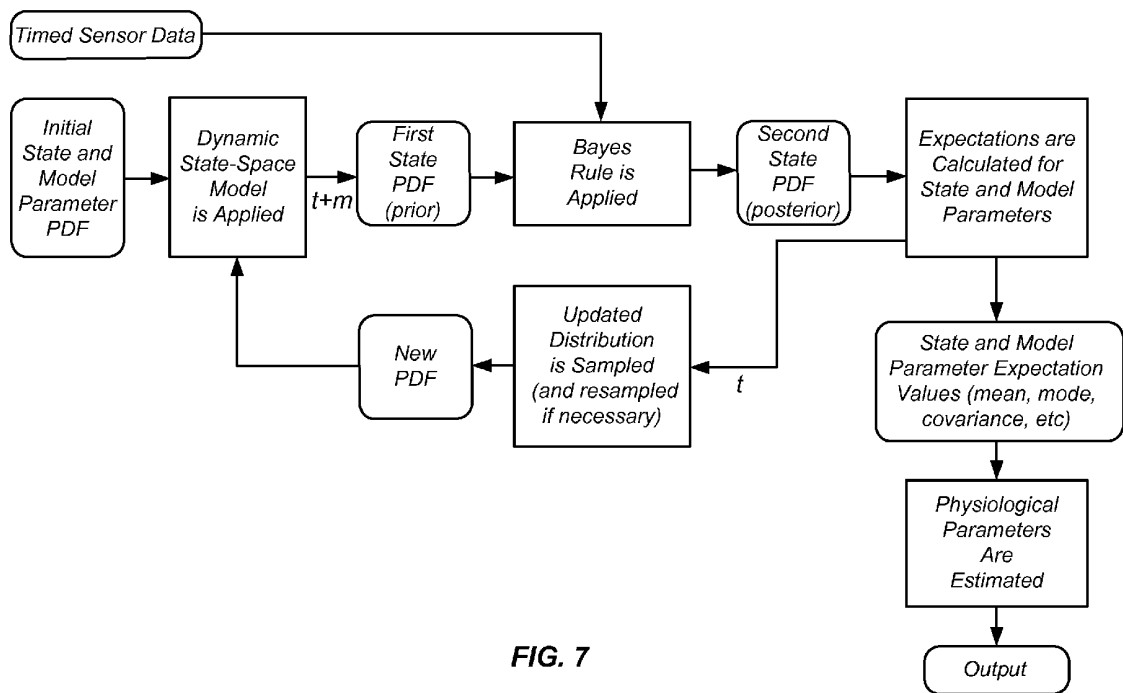 Timed Sensor Data
Initial
State and
Model
Parameter
PDF
Dynamic
State-Space
Model
is Applied
t+m
First
State
PDF
(prior)
Bayes
Rule is
Applied
Second
State
PDF
(posterior)
Expectations are
Calculated for
State and Model
Parameters
New
PDF
Updated
Distribution
is Sampled
(and resampled
if necessary)
t
State and Model
Parameter Expectation
Values (mean, mode,
covariance, etc)
Physiological
Parameters
Are
Estimated
Output
FIG. 7